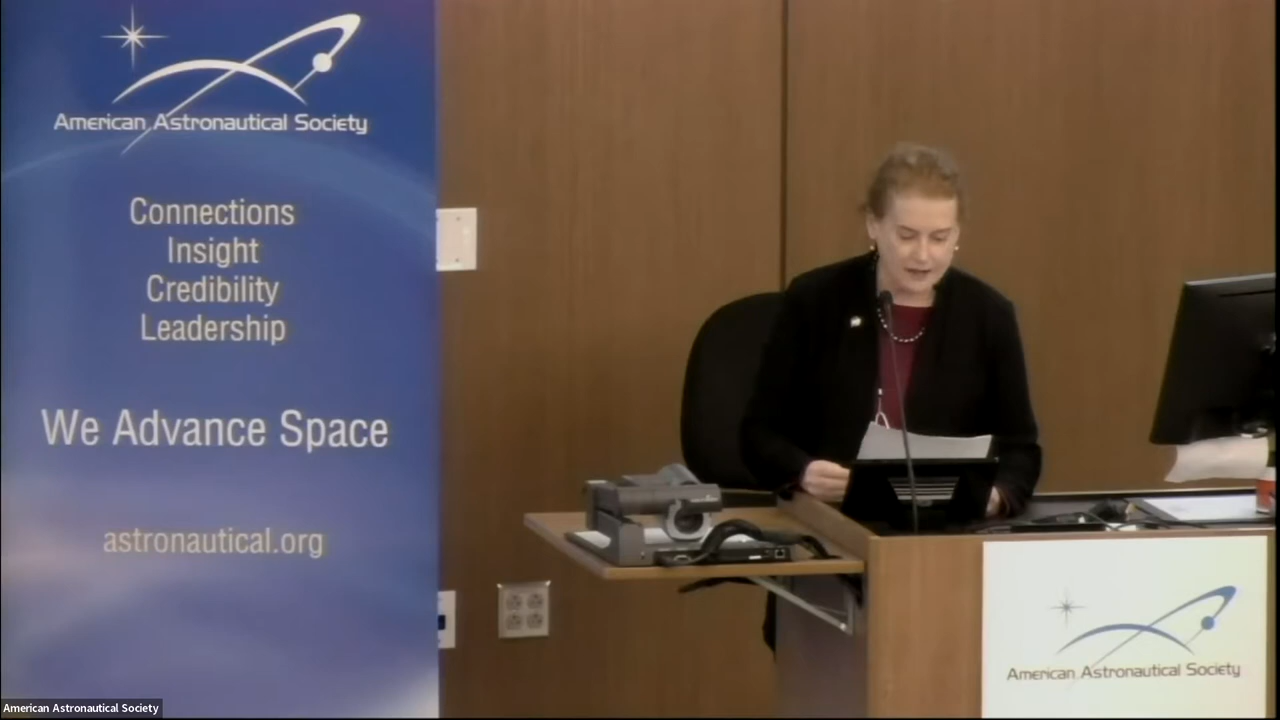 American Astronautical Society
Connections
Insight
Credibility
Leadership
We Advance Space
astronautical.org
American Astronautical Society
American Astronautical Society